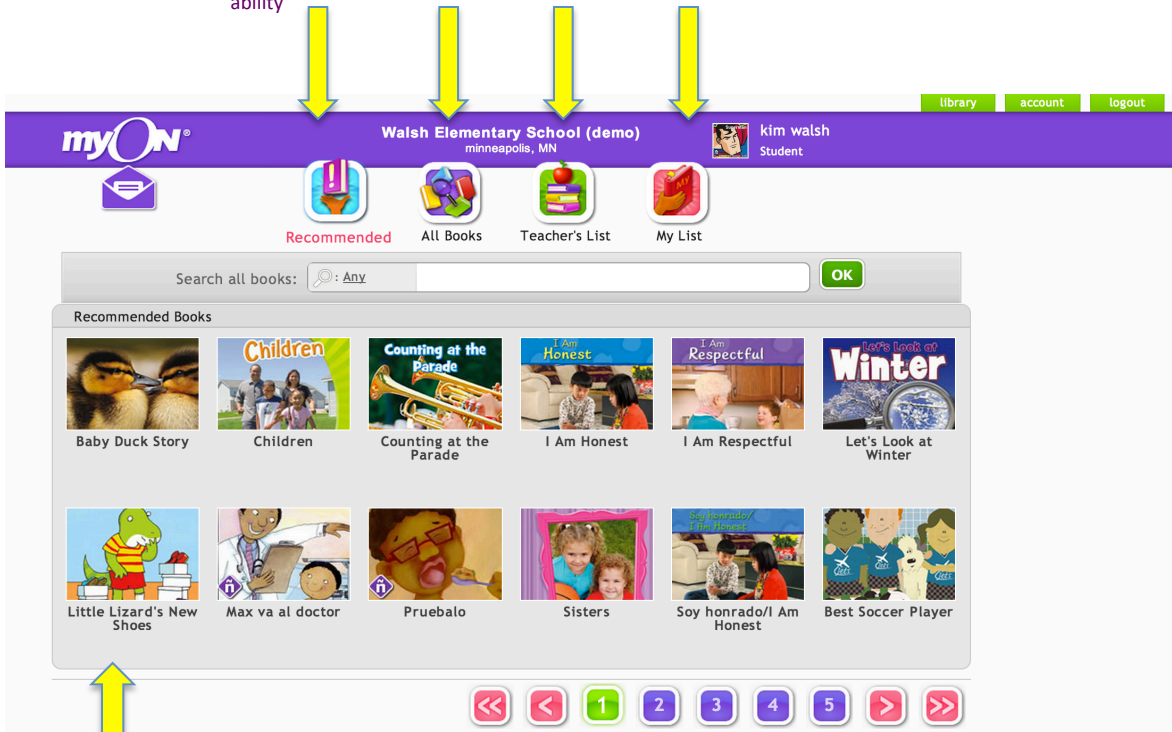 ability
library account logout
myON®
Walsh Elementary School (demo)
minneapolis, MN
kim walsh
Student
Recommended All Books Teacher's List My List
Search all books: : Any OK
Recommended Books
Children
Counting at the
Parade
I Am
Honest
I Am
Respectful
Let's Look at
Winter
Baby Duck Story Children Counting at the I Am Honest I Am Respectful Let's Look at
Parade Winter
Soy honrado/
I Am Honest
ñ ñ
Jets Jets Jets
Little Lizard's New Max va al doctor Pruebalo Sisters Soy honrado/I Am Best Soccer Player
Shoes Honest
<< < 1 2 3 4 5 > >>